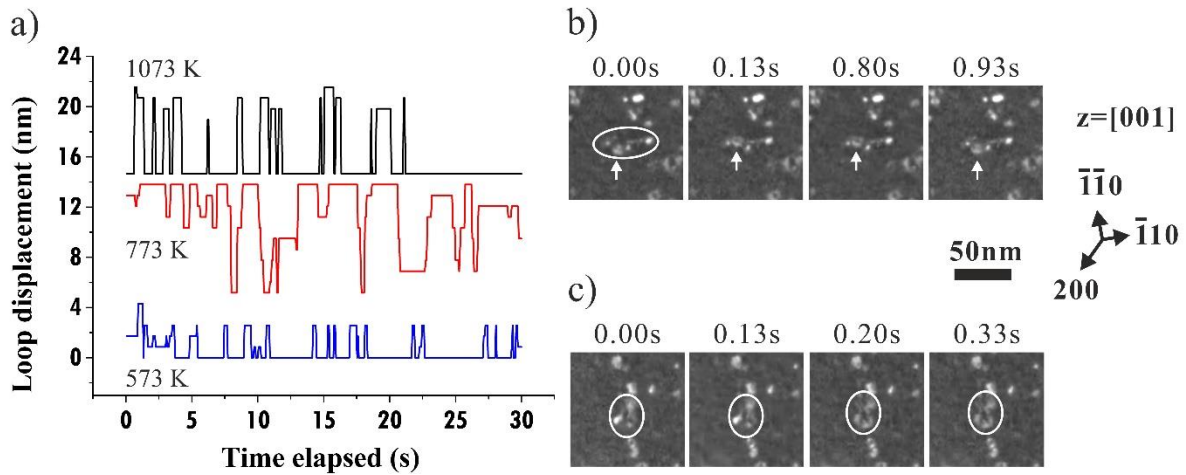 a)
Loop displacement (nm)
24
20
16
12
8
4
0
1073 K
773 K
573 K
0 5 10 15 20 25 30
Time elapsed (s)
b)
0.00s 0.13s 0.80s 0.93s
z=[001]
1̅1̅0
1̅10
200
50nm
c)
0.00s 0.13s 0.20s 0.33s